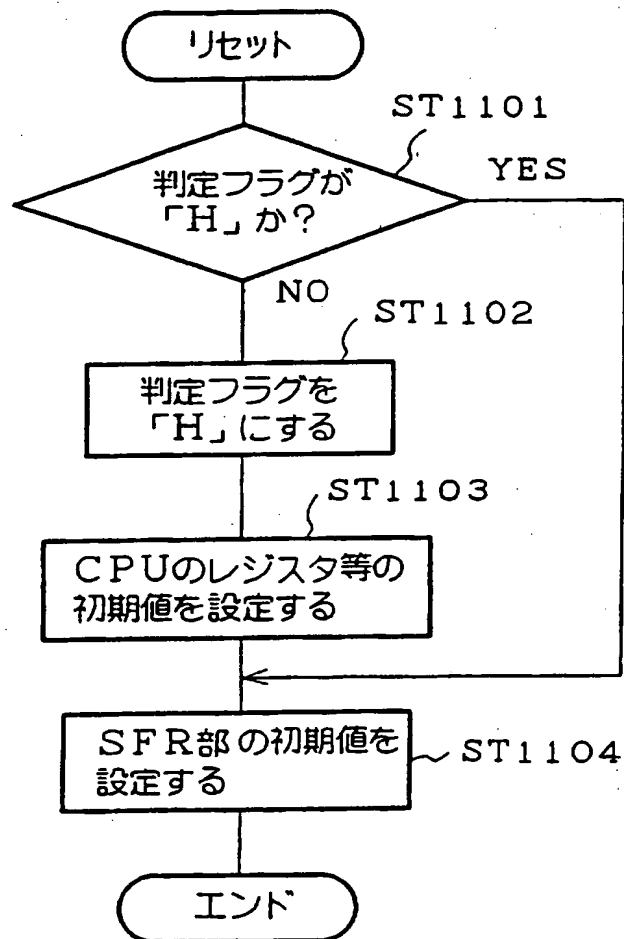 リセット
ST1101
判定フラグが
「H」か？
YES
NO
ST1102
判定フラグを
「H」にする
ST1103
CPUのレジスタ等の
初期値を設定する
SFR部の初期値を
設定する
ST1104
エンド